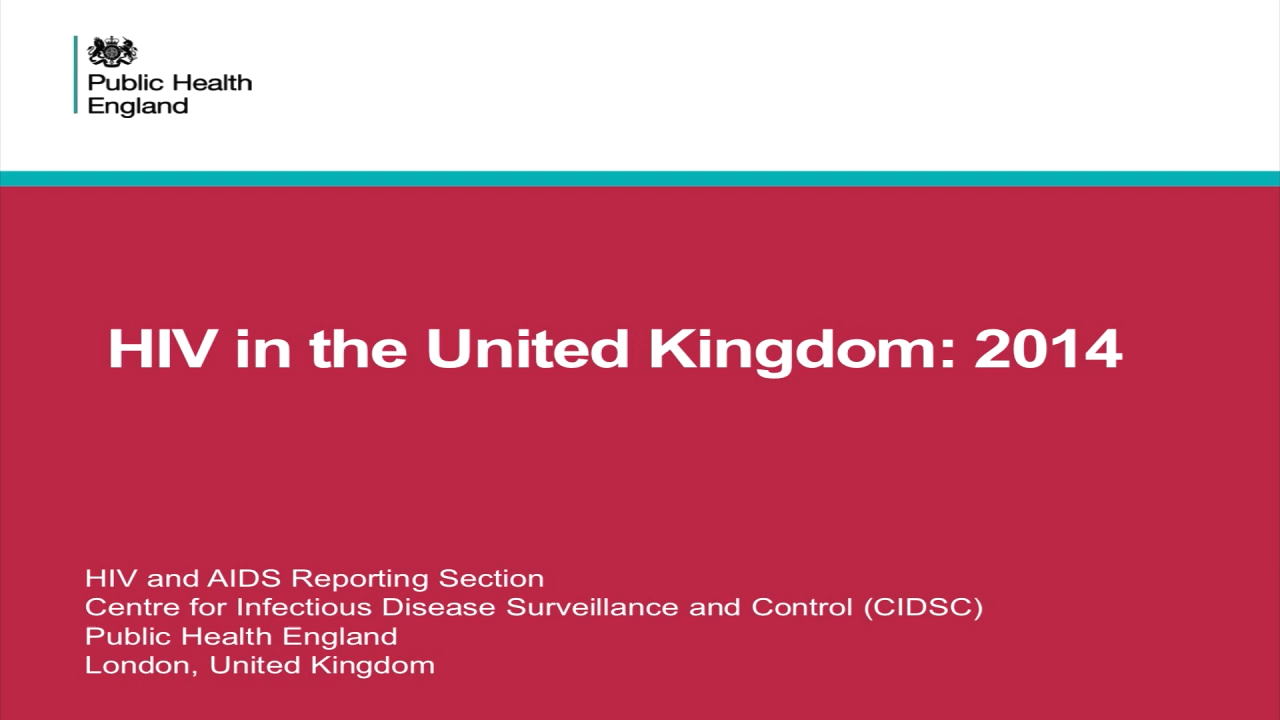 Public Health
England
HIV in the United Kingdom: 2014
HIV and AIDS Reporting Section
Centre for Infectious Disease Surveillance and Control (CIDSC)
Public Health England
London, United Kingdom